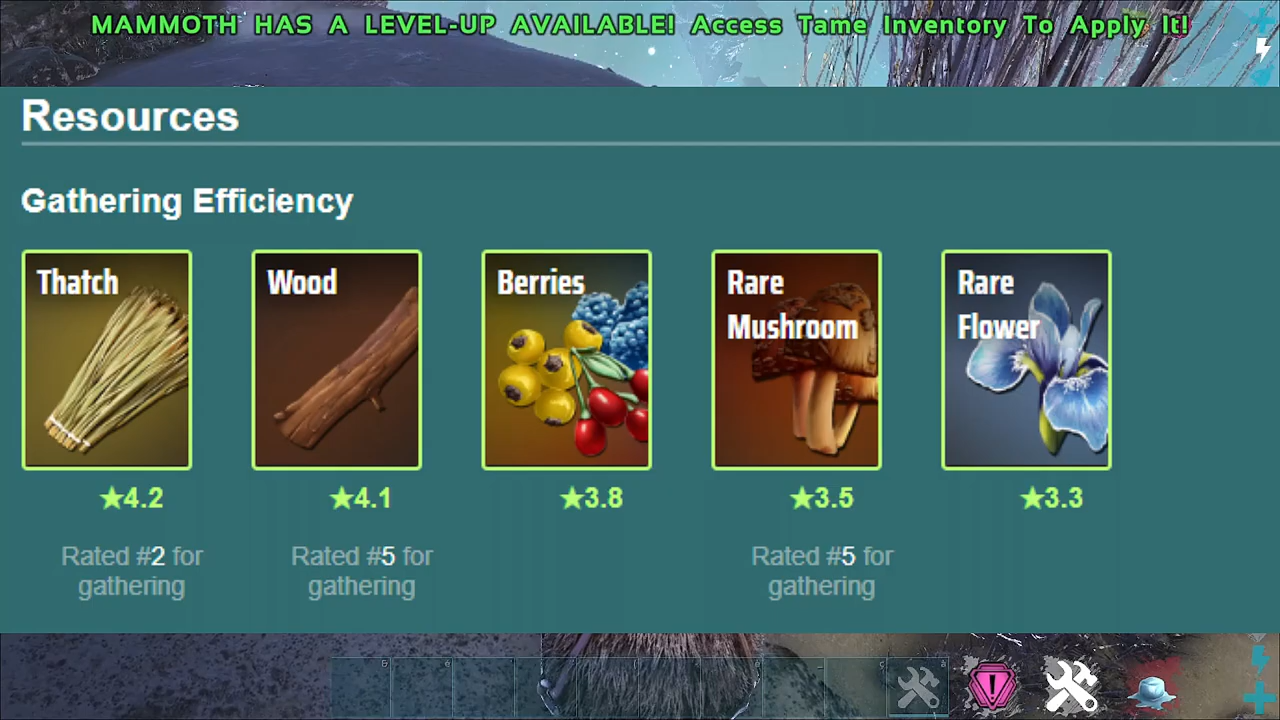 MAMMOTH HAS A LEVEL-UP AVAILABLE! Access Tame Inventory To Apply It!
Resources
Gathering Efficiency
Thatch
Wood
Berries
Rare
Mushroom
Rare
Flower
★4.2
★4.1
★3.8
★3.5
★3.3
Rated #2 for
gathering
Rated #5 for
gathering
Rated #5 for
gathering